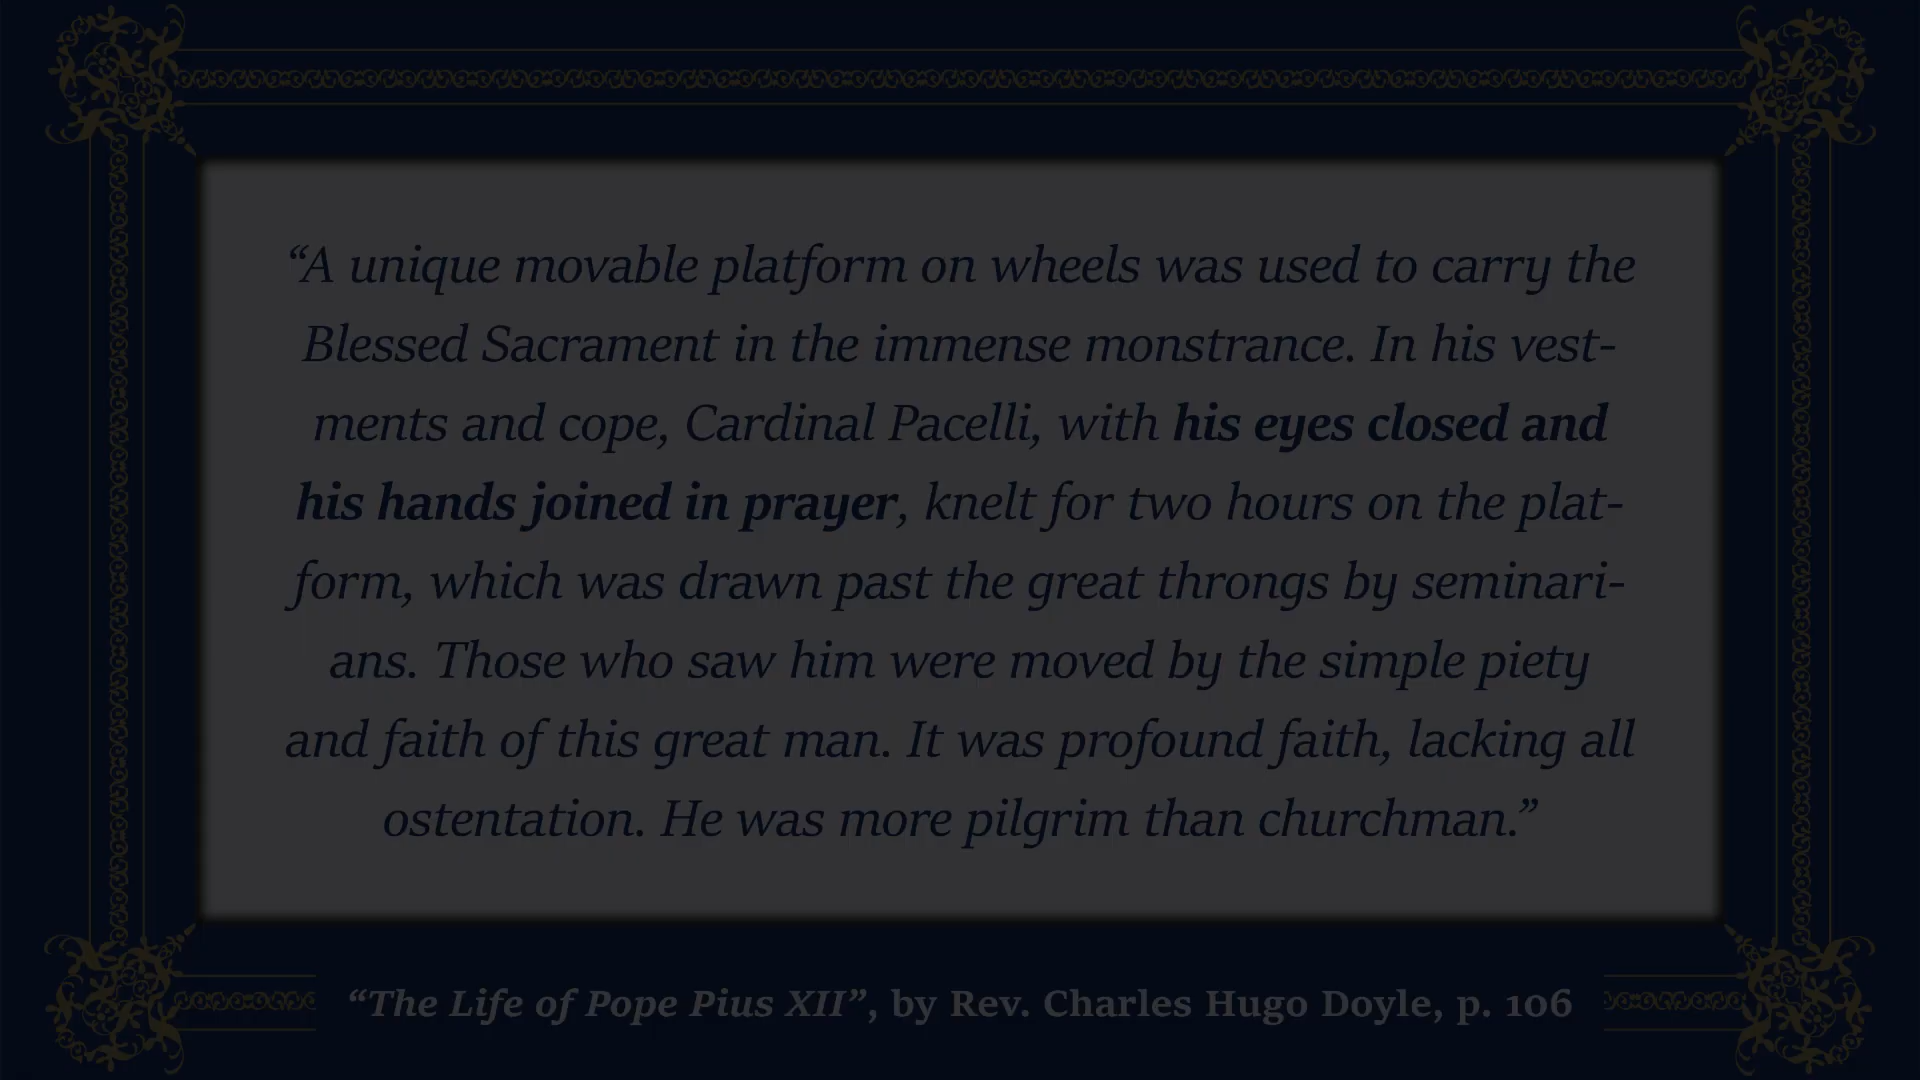 “A unique movable platform on wheels was used to carry the
Blessed Sacrament in the immense monstrance. In his vest-
ments and cope, Cardinal Pacelli, with his eyes closed and
his hands joined in prayer, knelt for two hours on the plat-
form, which was drawn past the great throngs by seminari-
ans. Those who saw him were moved by the simple piety
and faith of this great man. It was profound faith, lacking all
ostentation. He was more pilgrim than churchman.”
“The Life of Pope Pius XII”, by Rev. Charles Hugo Doyle, p. 106